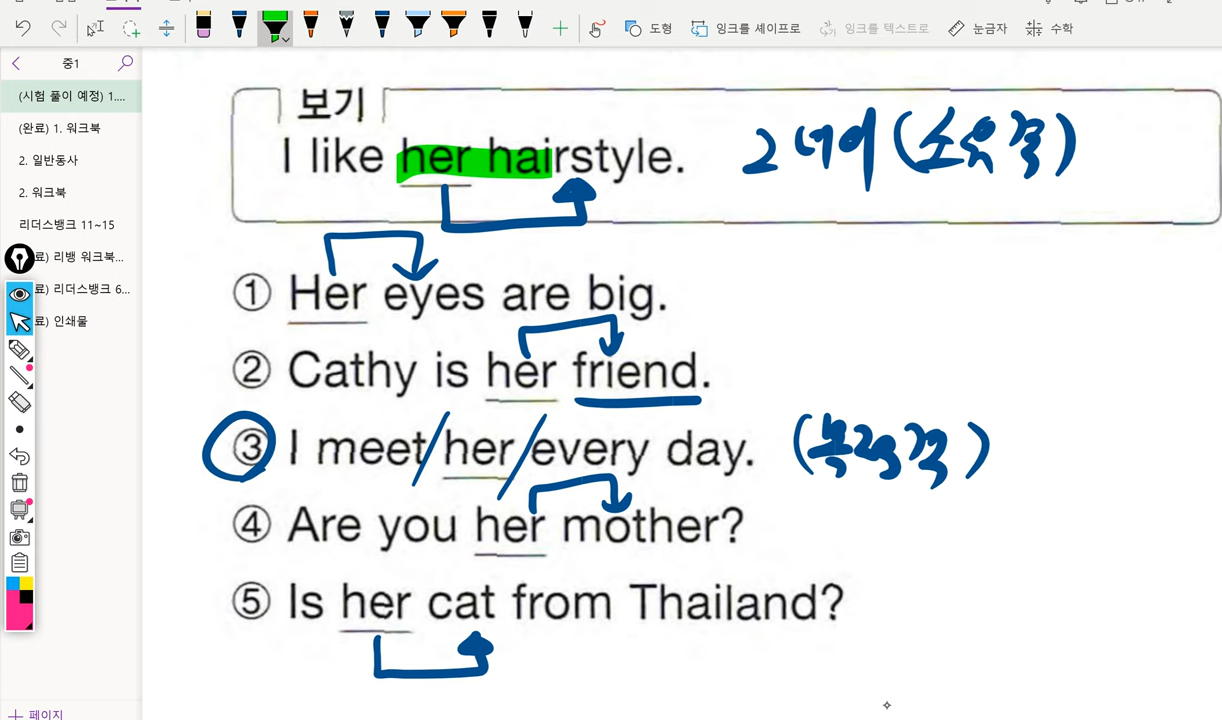 도형
잉크를 셰이프로
잉크를 텍스트로
눈금자
수학
중1
(시험 풀이 예정) 1....
(완료) 1. 워크북
2. 일반동사
2. 워크북
리더스뱅크 11~15
료) 리뱅 워크북...
료) 리더스뱅크 6...
료) 인쇄물
페이지
보기
I like her hairstyle. 그녀의 (소유격)
① Her eyes are big.
② Cathy is her friend.
③ I meet/her/every day. (목적격)
④ Are you her mother?
⑤ Is her cat from Thailand?